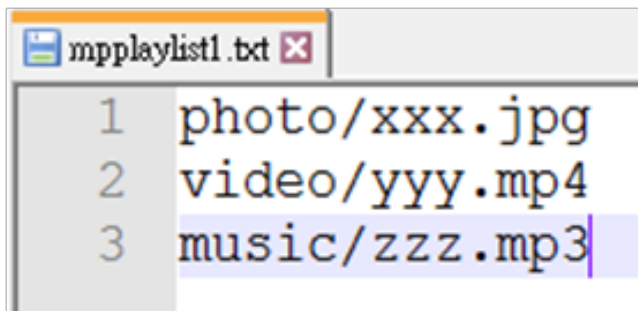 mpplaylist1.txt
1 photo/xxx.jpg
2 video/yyy.mp4
3 music/zzz.mp3